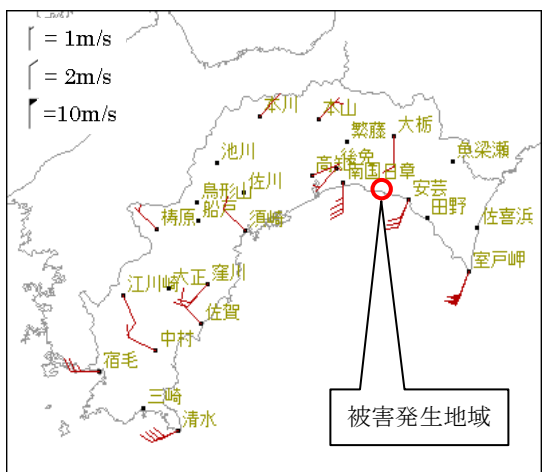 = 1m/s
= 2m/s
=10m/s
本川
本山
繁藤
大栃
魚梁瀬
池川
高知
後免
南国日章
佐川
鳥形山
船戸
安芸
田野
佐喜浜
梼原
須崎
室戸岬
江川崎
大正
窪川
佐賀
中村
宿毛
三崎
清水
被害発生地域